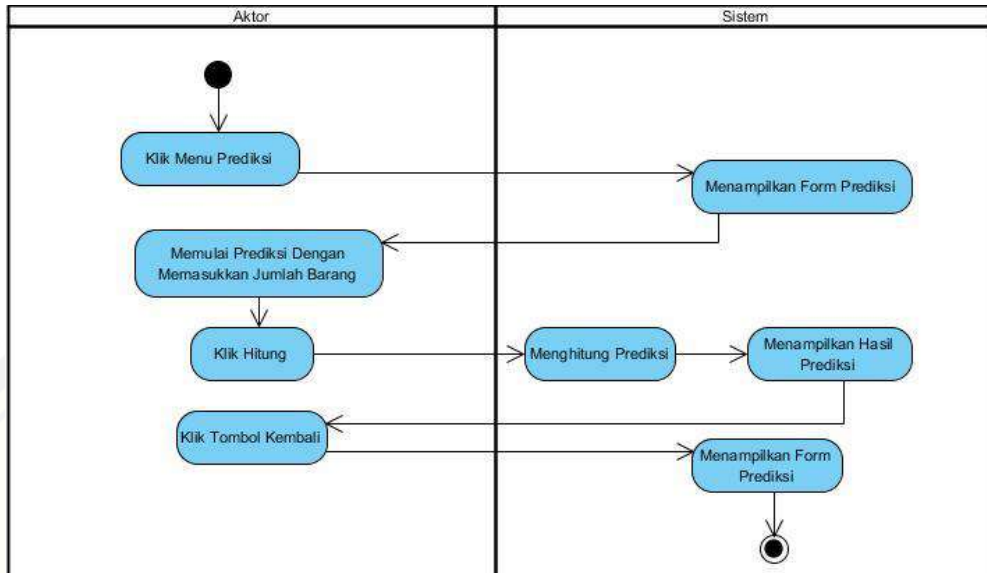 Aktor
Sistem
Klik Menu Prediksi
Menampilkan Form Prediksi
Memulai Prediksi Dengan
Memasukkan Jumlah Barang
Klik Hitung
Menghitung Prediksi
Menampilkan Hasil
Prediksi
Klik Tombol Kembali
Menampilkan Form
Prediksi